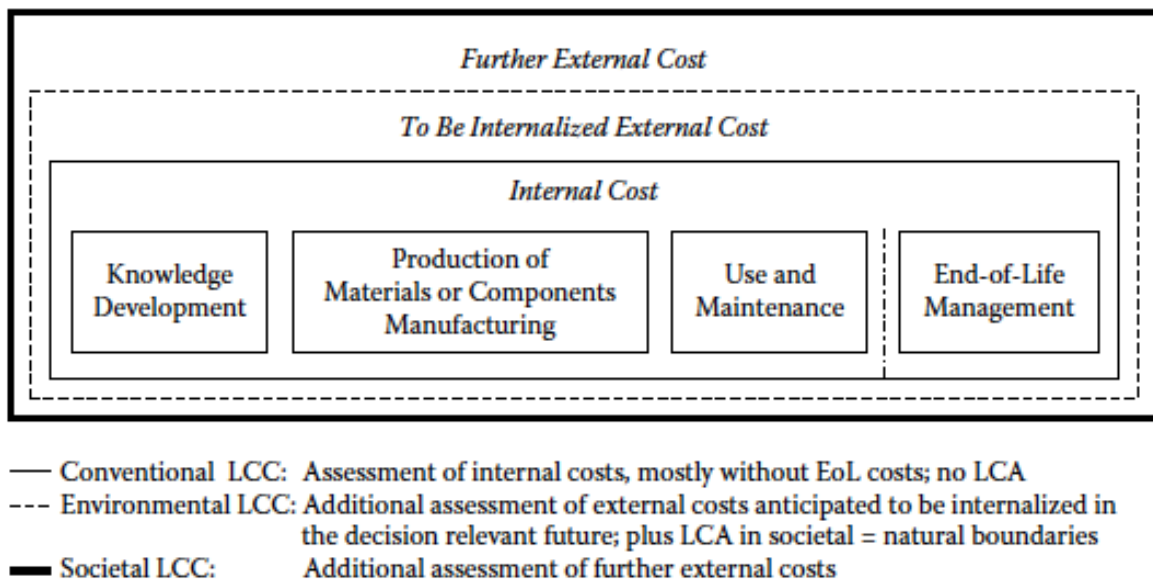 Further External Cost
To Be Internalized External Cost
Internal Cost
Knowledge
Development
Production of
Materials or Components
Manufacturing
Use and
Maintenance
End-of-Life
Management
Conventional LCC: Assessment of internal costs, mostly without EoL costs; no LCA
Environmental LCC: Additional assessment of external costs anticipated to be internalized in
the decision relevant future; plus LCA in societal = natural boundaries
Societal LCC: Additional assessment of further external costs